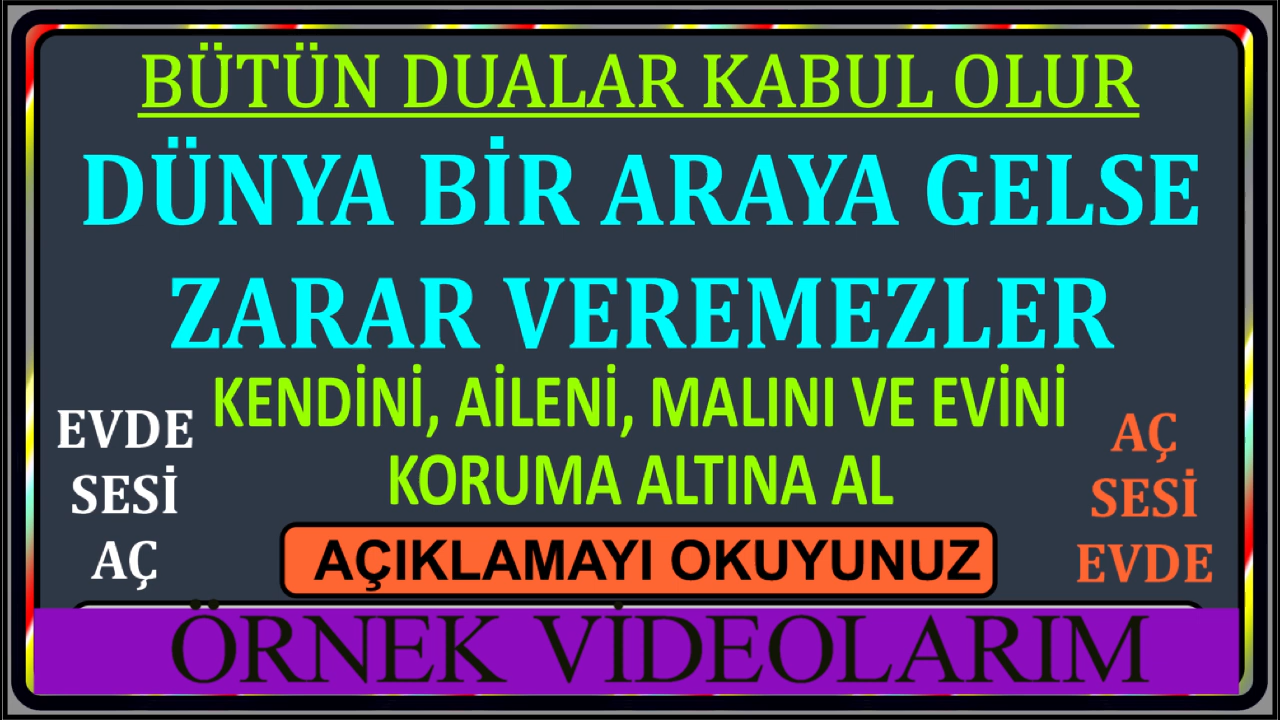 BÜTÜN DUALAR KABUL OLUR
DÜNYA BİR ARAYA GELSE
ZARAR VEREMEZLER
KENDİNİ, AİLENİ, MALINI VE EVİNİ
KORUMA ALTINA AL
EVDE
SESİ
AÇ
AÇ
SESİ
EVDE
AÇIKLAMAYI OKUYUNUZ
ÖRNEK VİDEOLARIM